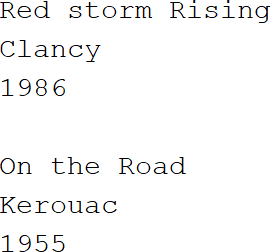 Red storm Rising
Clancy
1986
On the Road
Kerouac
1955